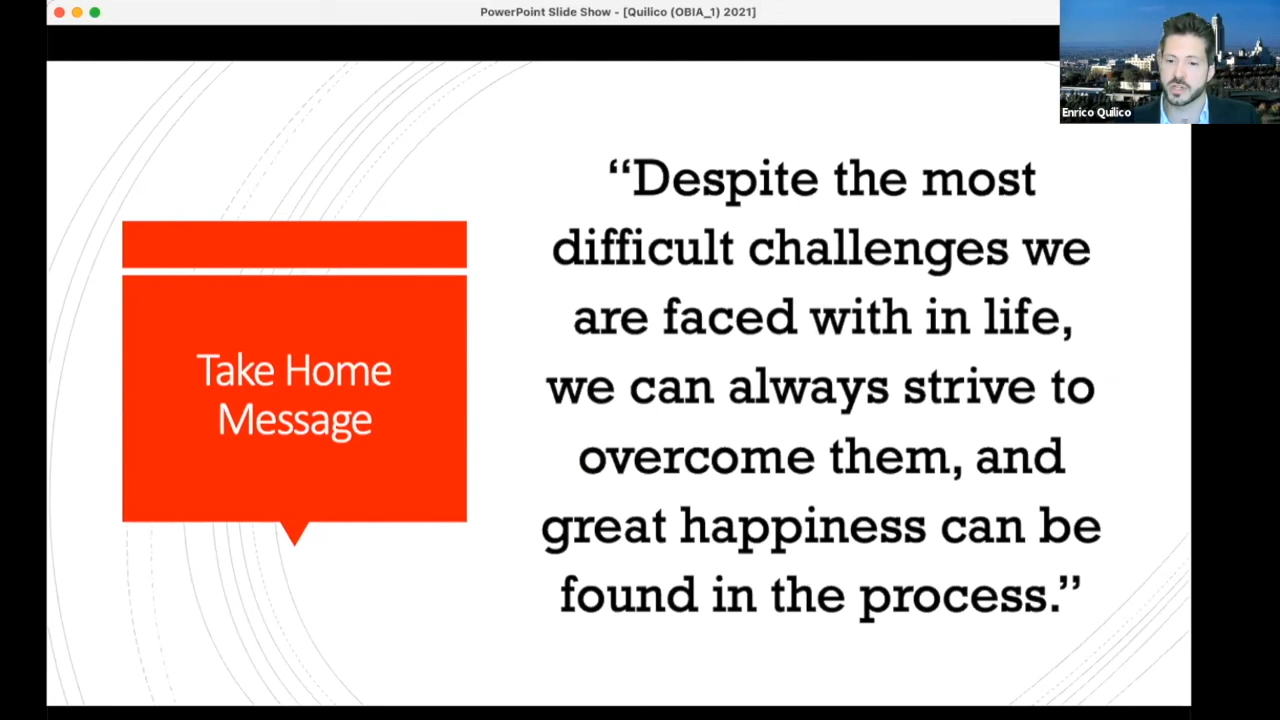 PowerPoint Slide Show - [Quilico (OBIA_1) 2021]
Enrico Quilico
Take Home
Message
“Despite the most
difficult challenges we
are faced with in life,
we can always strive to
overcome them, and
great happiness can be
found in the process.”